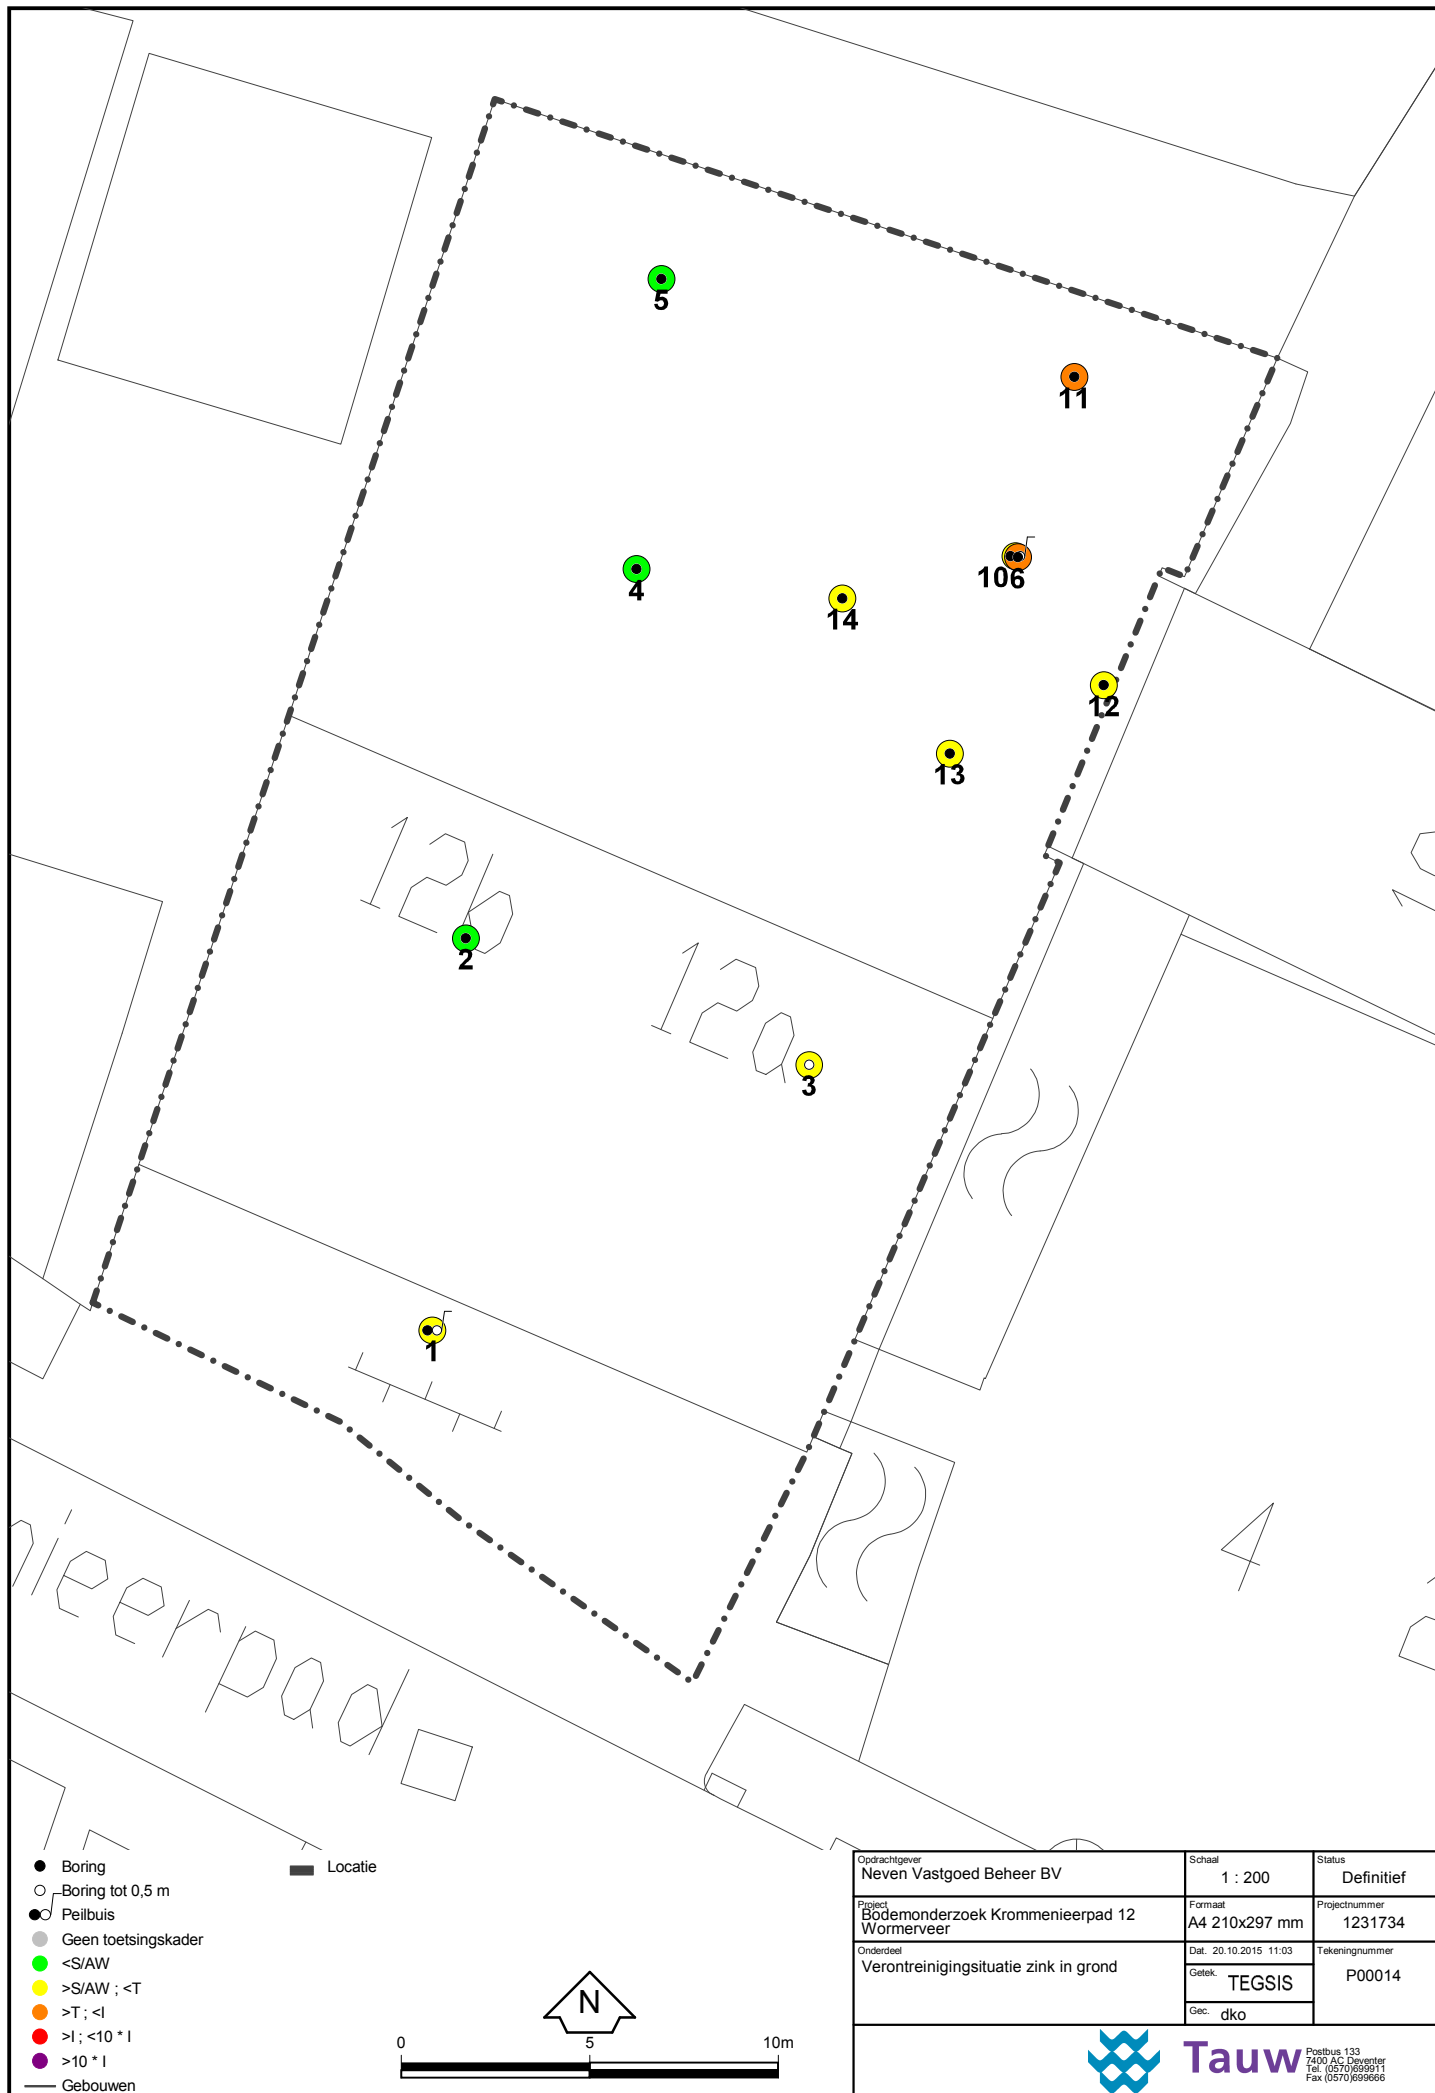 5
11
4
106
14
12
13
12b
2
12a
3
1
ieerpad
4
Boring
Locatie
Boring tot 0,5 m
Peilbuis
Geen toetsingskader
<S/AW
>S/AW ; <T
>T ; <I
>I ; <10 * I
>10 * I
Gebouwen
N
0 5 10m
Opdrachtgever
Neven Vastgoed Beheer BV
Schaal
1 : 200
Status
Definitief
Project
Bodemonderzoek Krommenieerpad 12
Wormerveer
Formaat
A4 210x297 mm
Projectnummer
1231734
Onderdeel
Verontreinigingsituatie zink in grond
Dat. 20.10.2015 11:03
Getek. TEGSIS
Gec. dko
Tekeningnummer
P00014
Tauw
Postbus 133
7400 AC Deventer
Tel. (0570)699911
Fax (0570)699666